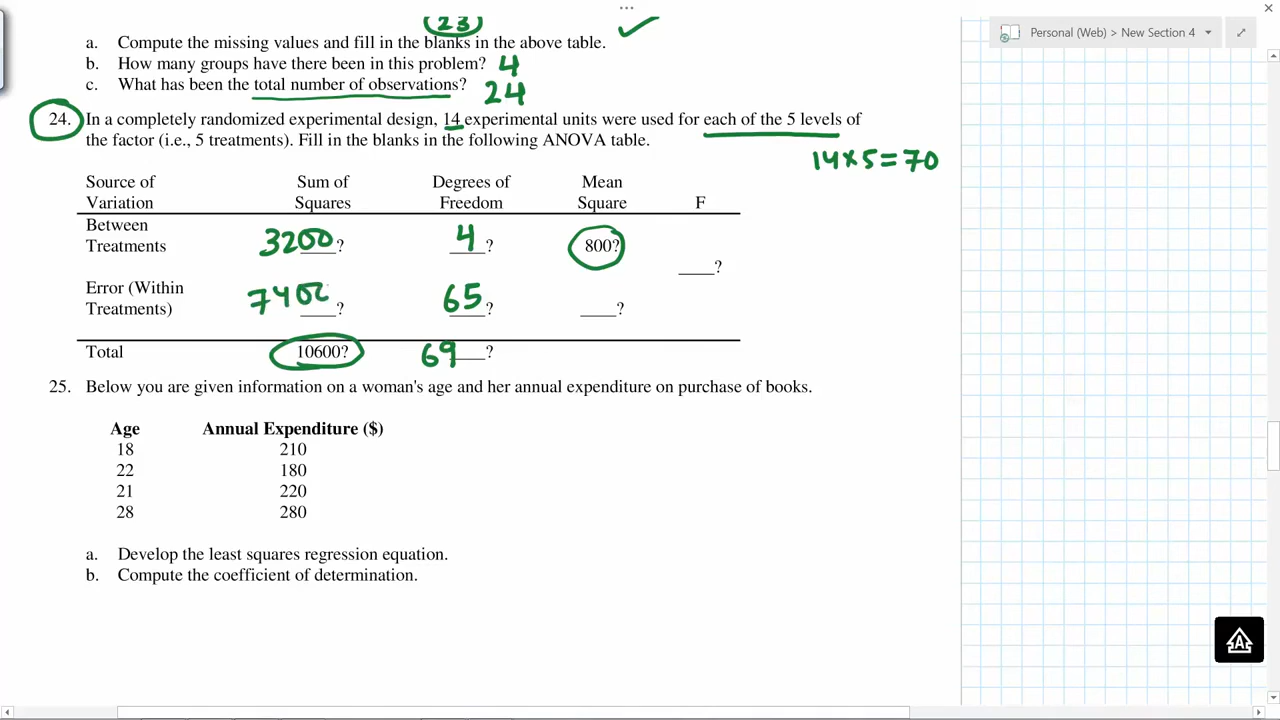 (23)
a. Compute the missing values and fill in the blanks in the above table.
b. How many groups have there been in this problem? 4
c. What has been the total number of observations? 24
Personal (Web) > New Section 4
24. In a completely randomized experimental design, 14 experimental units were used for each of the 5 levels of
the factor (i.e., 5 treatments). Fill in the blanks in the following ANOVA table.
14×5=70
Source of Sum of Degrees of Mean
Variation Squares Freedom Square F
Between
Treatments 3200 ____? 4 ____? 800?
____?
Error (Within
Treatments) 7400 ____? 65 ____? ____?
Total 10600? 69 ____?
25. Below you are given information on a woman's age and her annual expenditure on purchase of books.
Age Annual Expenditure ($)
18 210
22 180
21 220
28 280
a. Develop the least squares regression equation.
b. Compute the coefficient of determination.
A